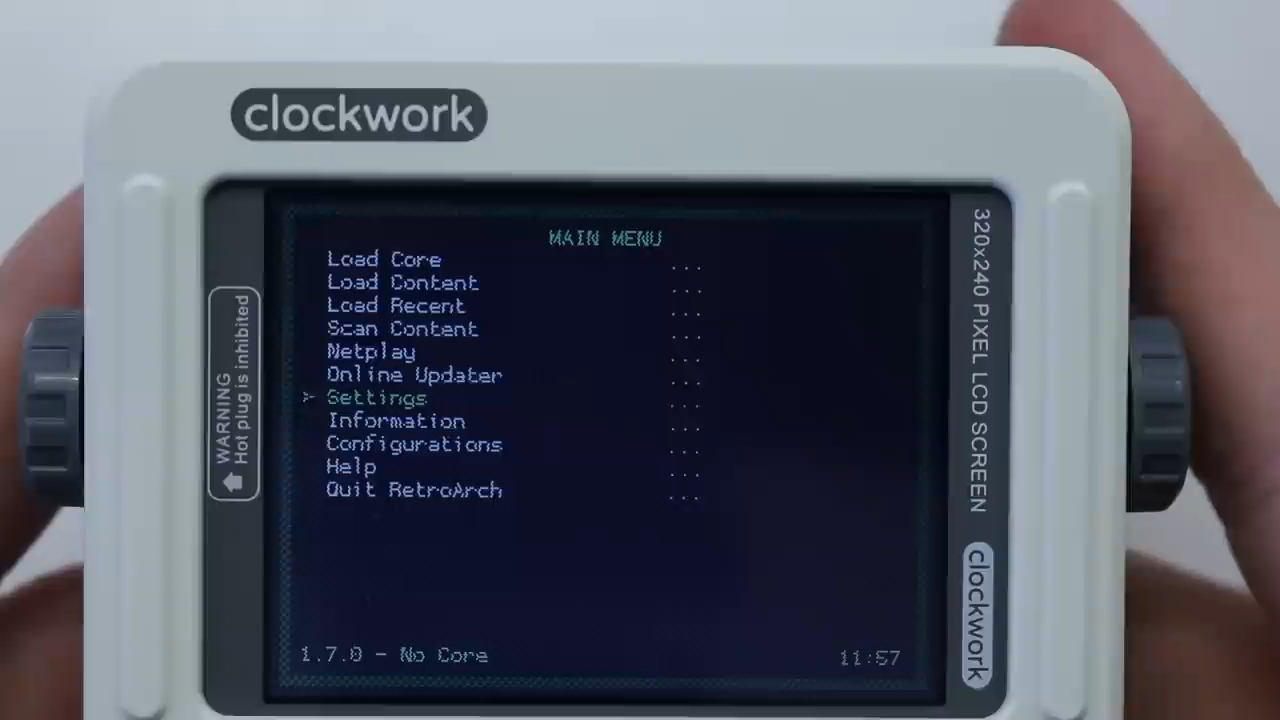 clockwork
MAIN MENU
Load Core ...
Load Content ...
Load Recent ...
Scan Content ...
Netplay ...
Online Updater ...
> Settings ...
Information ...
Configurations ...
Help ...
Quit RetroArch ...
1.7.0 - No Core
11:57
WARNING
Hot plug is inhibited
320x240 PIXEL LCD SCREEN
clockwork